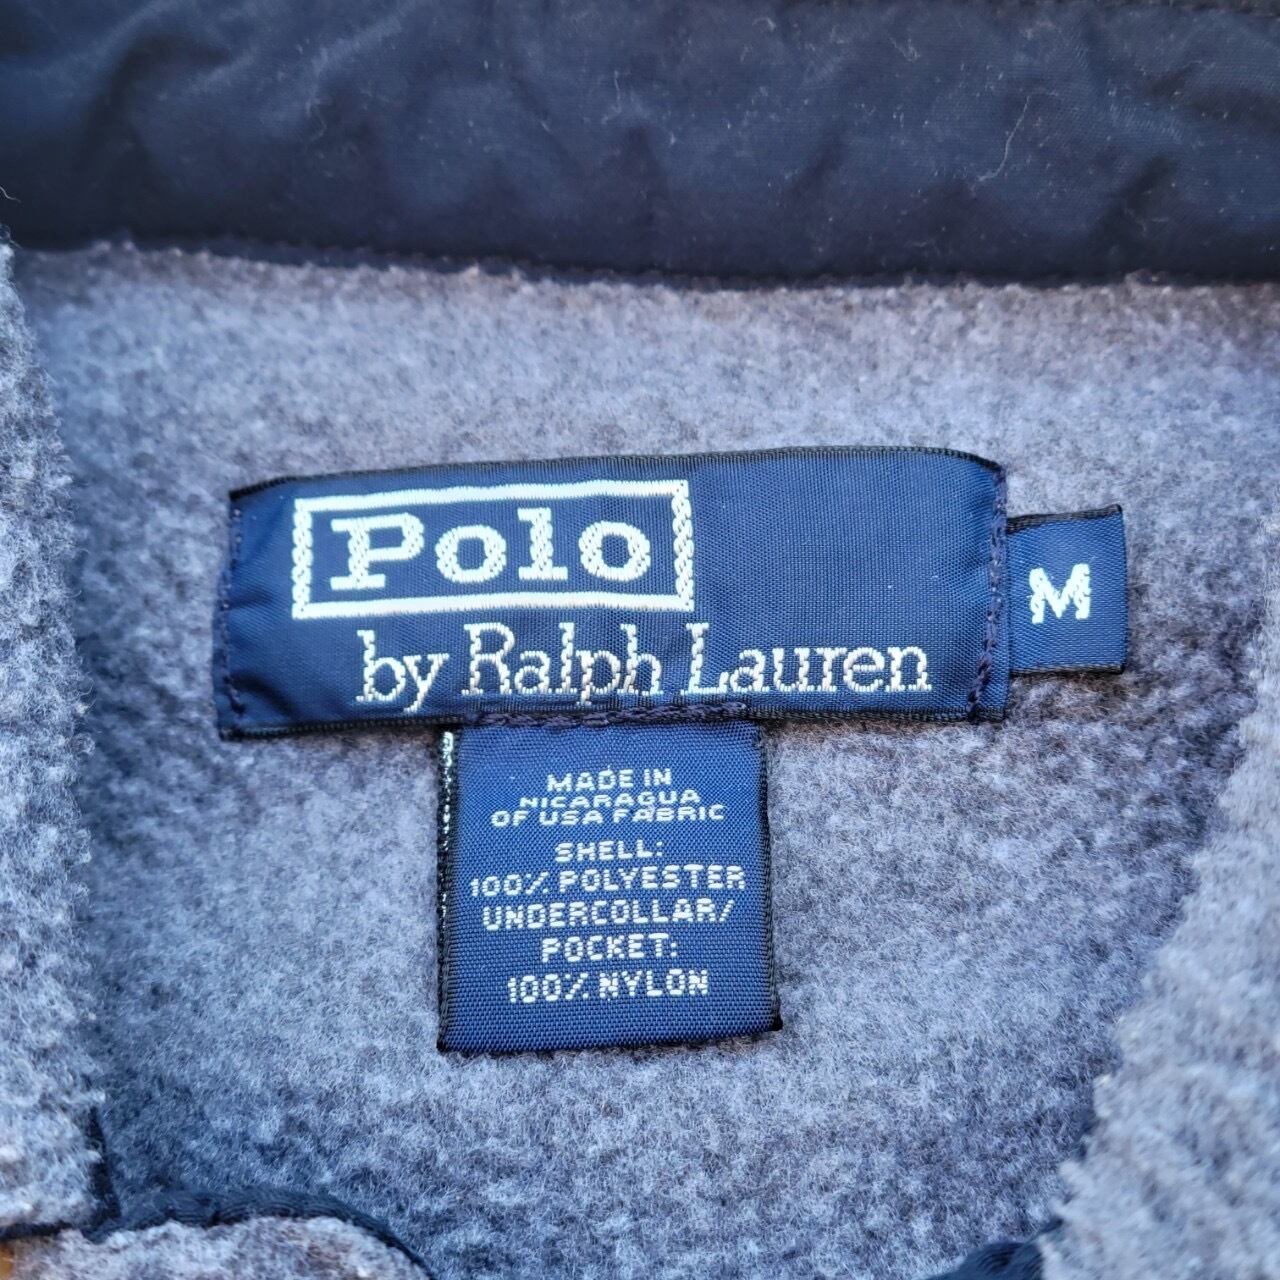 Polo
by Ralph Lauren
M
MADE IN
NICARAGUA
OF USA FABRIC
SHELL:
100% POLYESTER
UNDERCOLLAR/
POCKET:
100% NYLON